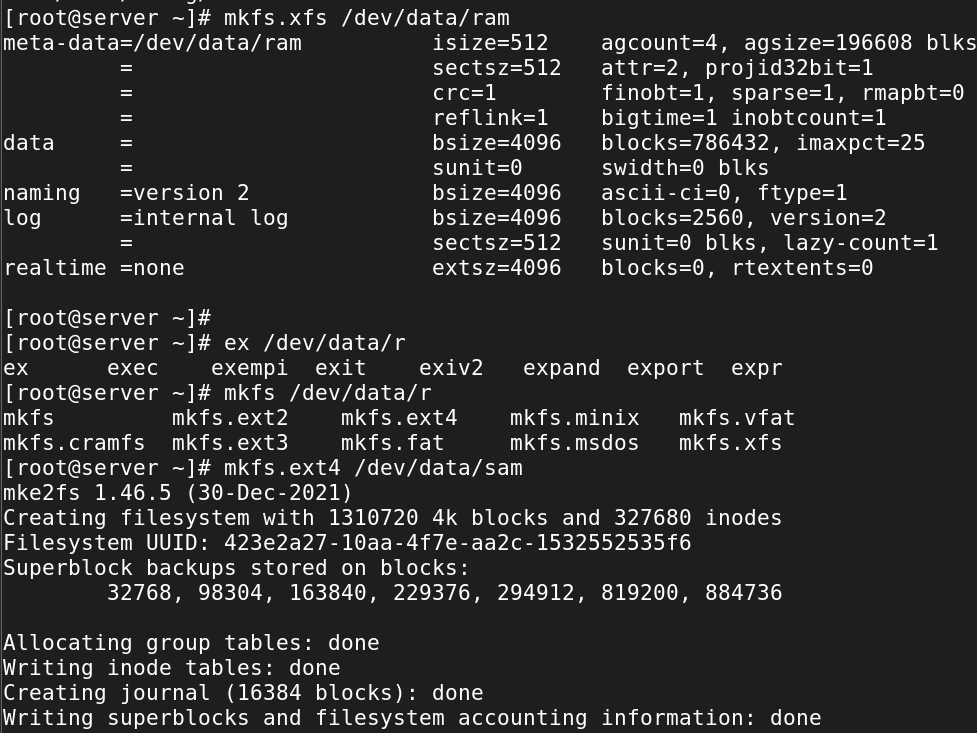 [root@server ~]# mkfs.xfs /dev/data/ram
meta-data=/dev/data/ram          isize=512    agcount=4, agsize=196608 blks
         =                       sectsz=512   attr=2, projid32bit=1
         =                       crc=1        finobt=1, sparse=1, rmapbt=0
         =                       reflink=1    bigtime=1 inobtcount=1
data     =                       bsize=4096   blocks=786432, imaxpct=25
         =                       sunit=0      swidth=0 blks
naming   =version 2              bsize=4096   ascii-ci=0, ftype=1
log      =internal log           bsize=4096   blocks=2560, version=2
         =                       sectsz=512   sunit=0 blks, lazy-count=1
realtime =none                   extsz=4096   blocks=0, rtextents=0
[root@server ~]#
[root@server ~]# ex /dev/data/r
ex      exec    exempi  exit    exiv2   expand  export  expr
[root@server ~]# mkfs /dev/data/r
mkfs         mkfs.ext2    mkfs.ext4    mkfs.minix   mkfs.vfat
mkfs.cramfs  mkfs.ext3    mkfs.fat     mkfs.msdos   mkfs.xfs
[root@server ~]# mkfs.ext4 /dev/data/sam
mke2fs 1.46.5 (30-Dec-2021)
Creating filesystem with 1310720 4k blocks and 327680 inodes
Filesystem UUID: 423e2a27-10aa-4f7e-aa2c-1532552535f6
Superblock backups stored on blocks:
        32768, 98304, 163840, 229376, 294912, 819200, 884736
Allocating group tables: done
Writing inode tables: done
Creating journal (16384 blocks): done
Writing superblocks and filesystem accounting information: done